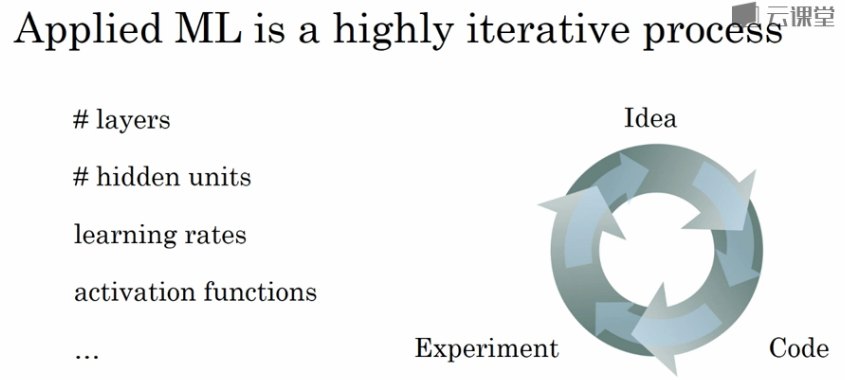 Applied ML is a highly iterative process
云课堂
# layers
# hidden units
learning rates
activation functions
...
Idea
Experiment
Code